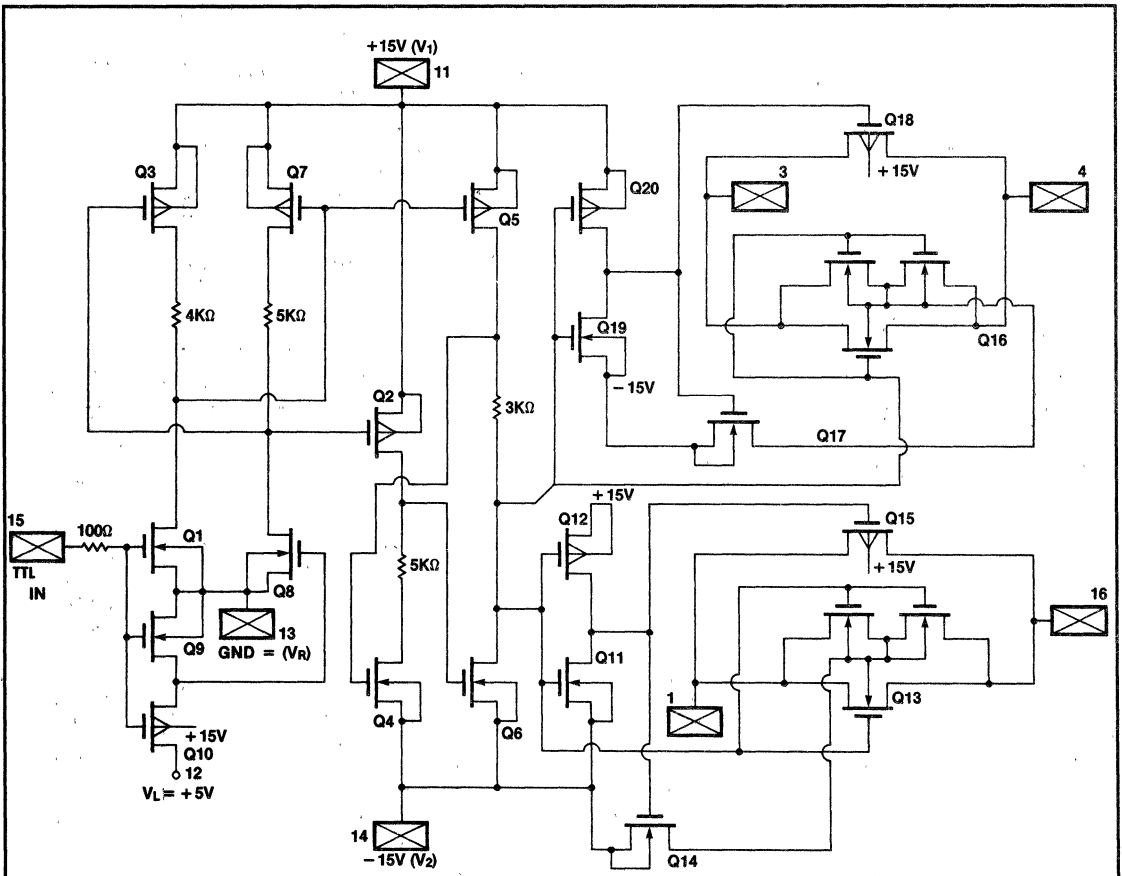 +15V (V1)
11
Q18
Q3
Q7
Q20
+15V
3
4
Q5
4KΩ
5KΩ
Q19
Q16
−15V
Q2
3KΩ
Q17
+15V
15
100Ω
Q1
Q12
Q15
TTL
IN
5KΩ
+15V
Q8
16
13
Q9
GND = (VR)
Q11
Q13
1
Q4
Q6
+15V
Q10
12
VL = +5V
14
−15V (V2)
Q14